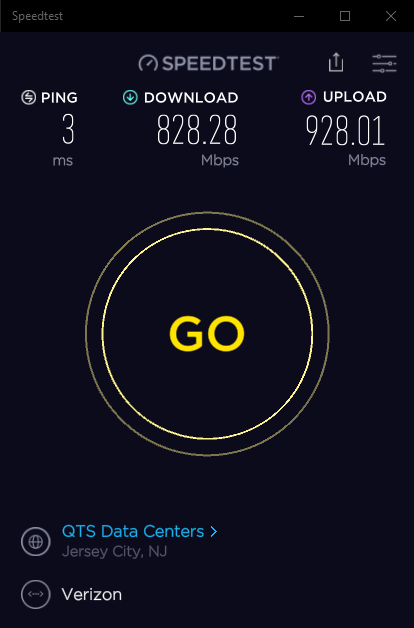 Speedtest
SPEEDTEST
PING DOWNLOAD UPLOAD
3 828.28 928.01
ms Mbps Mbps
GO
QTS Data Centers >
Jersey City, NJ
Verizon